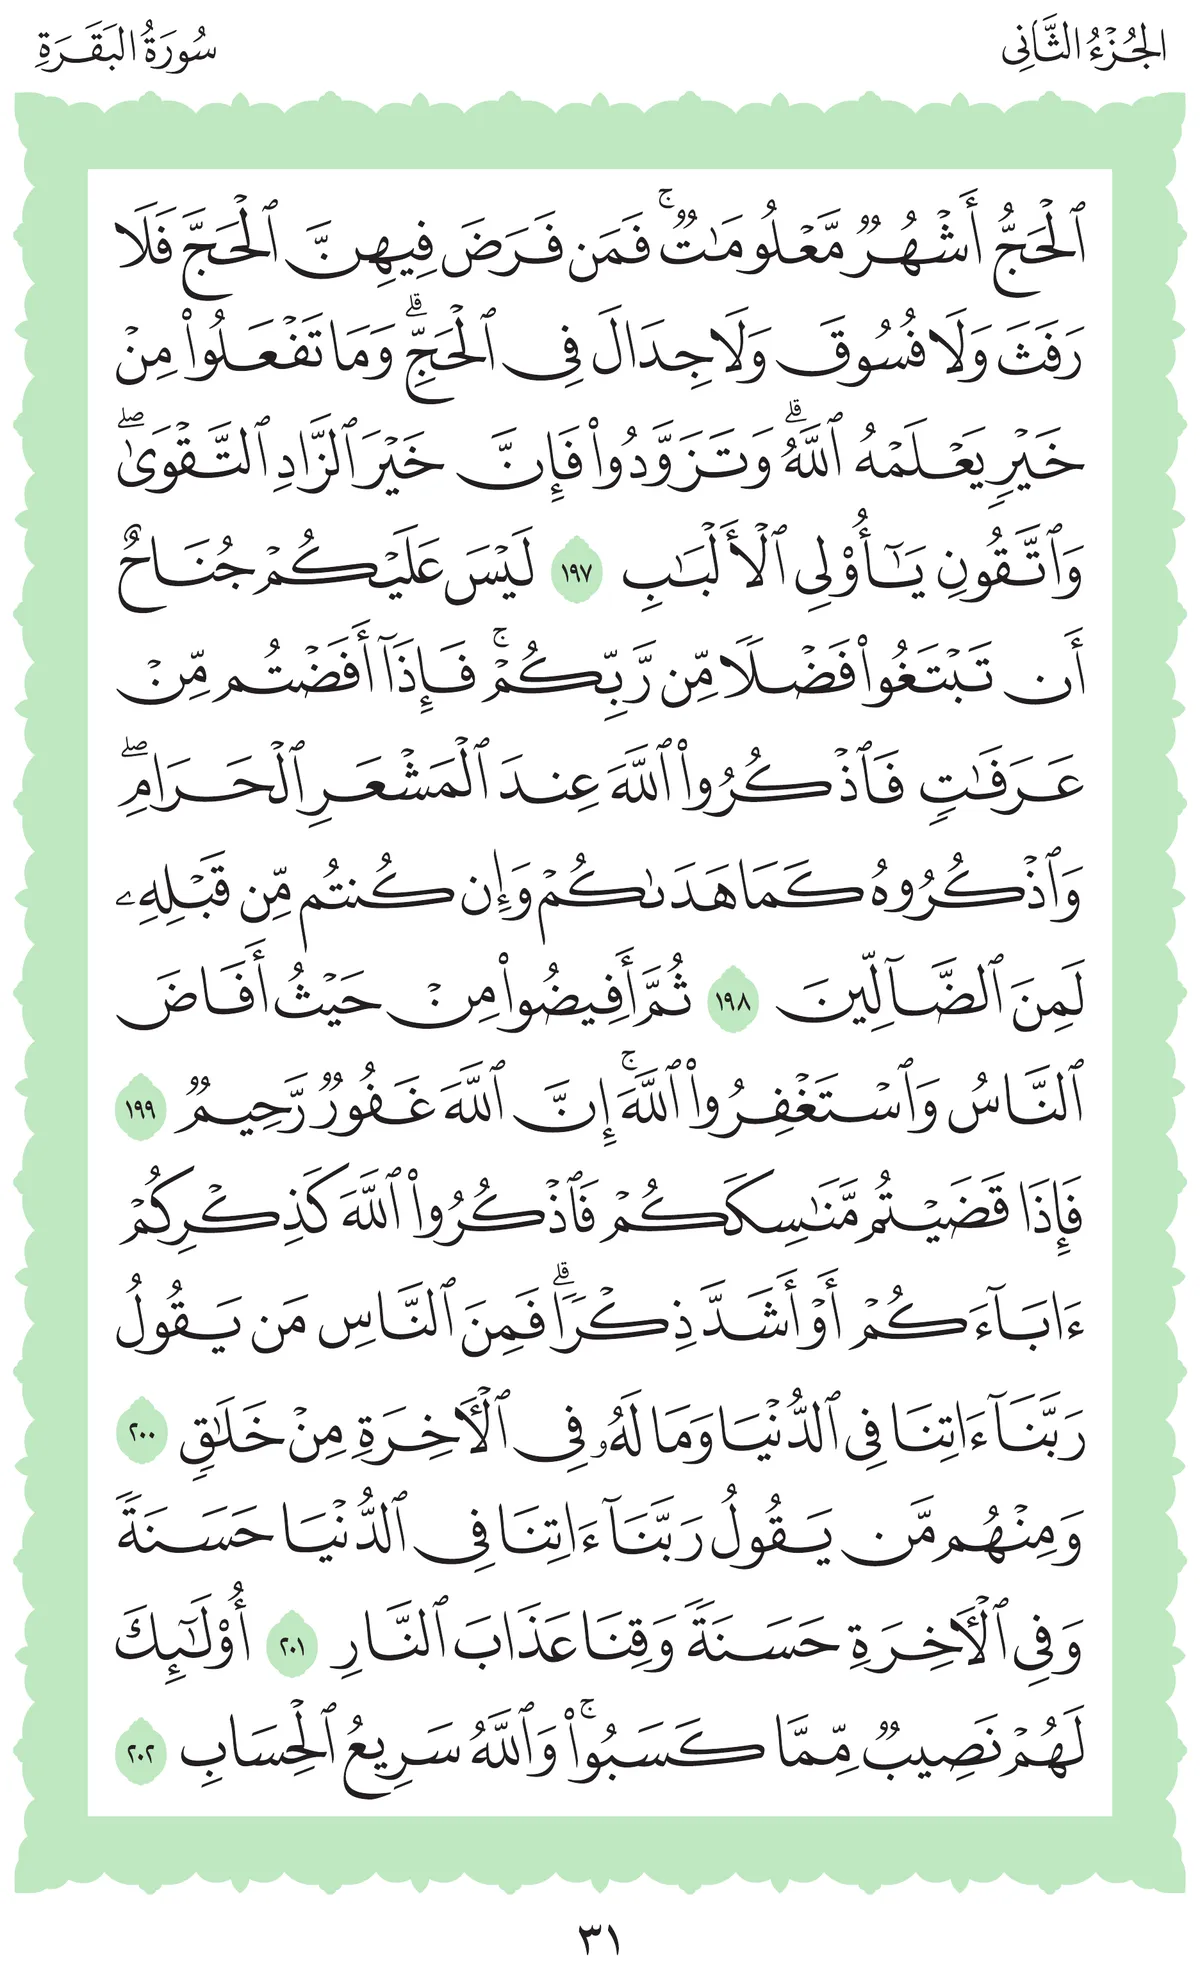 الجُزْءُ الثَّانِى
سُورَةُ البَقَرَةِ
ٱلْحَجُّ أَشْهُرٌ مَّعْلُومَٰتٌ ۚ فَمَن فَرَضَ فِيهِنَّ ٱلْحَجَّ فَلَا
رَفَثَ وَلَا فُسُوقَ وَلَا جِدَالَ فِى ٱلْحَجِّ ۗ وَمَا تَفْعَلُوا۟ مِنْ
خَيْرٍ يَعْلَمْهُ ٱللَّهُ ۗ وَتَزَوَّدُوا۟ فَإِنَّ خَيْرَ ٱلزَّادِ ٱلتَّقْوَىٰ ۖ
وَٱتَّقُونِ يَـٰٓأُو۟لِى ٱلْأَلْبَـٰبِ ١٩٧ لَيْسَ عَلَيْكُمْ جُنَاحٌ
أَن تَبْتَغُوا۟ فَضْلًا مِّن رَّبِّكُمْ ۚ فَإِذَآ أَفَضْتُم مِّنْ
عَرَفَـٰتٍ فَٱذْكُرُوا۟ ٱللَّهَ عِندَ ٱلْمَشْعَرِ ٱلْحَرَامِ ۖ
وَٱذْكُرُوهُ كَمَا هَدَىٰكُمْ وَإِن كُنتُم مِّن قَبْلِهِۦ
لَمِنَ ٱلضَّآلِّينَ ١٩٨ ثُمَّ أَفِيضُوا۟ مِنْ حَيْثُ أَفَاضَ
ٱلنَّاسُ وَٱسْتَغْفِرُوا۟ ٱللَّهَ ۚ إِنَّ ٱللَّهَ غَفُورٌ رَّحِيمٌ ١٩٩
فَإِذَا قَضَيْتُم مَّنَـٰسِكَكُمْ فَٱذْكُرُوا۟ ٱللَّهَ كَذِكْرِكُمْ
ءَابَآءَكُمْ أَوْ أَشَدَّ ذِكْرًا ۗ فَمِنَ ٱلنَّاسِ مَن يَقُولُ
رَبَّنَآ ءَاتِنَا فِى ٱلدُّنْيَا وَمَا لَهُۥ فِى ٱلْـَٔاخِرَةِ مِنْ خَلَـٰقٍ ٢٠٠
وَمِنْهُم مَّن يَقُولُ رَبَّنَآ ءَاتِنَا فِى ٱلدُّنْيَا حَسَنَةً
وَفِى ٱلْـَٔاخِرَةِ حَسَنَةً وَقِنَا عَذَابَ ٱلنَّارِ ٢٠١ أُو۟لَـٰٓئِكَ
لَهُمْ نَصِيبٌ مِّمَّا كَسَبُوا۟ ۚ وَٱللَّهُ سَرِيعُ ٱلْحِسَابِ ٢٠٢
٣١